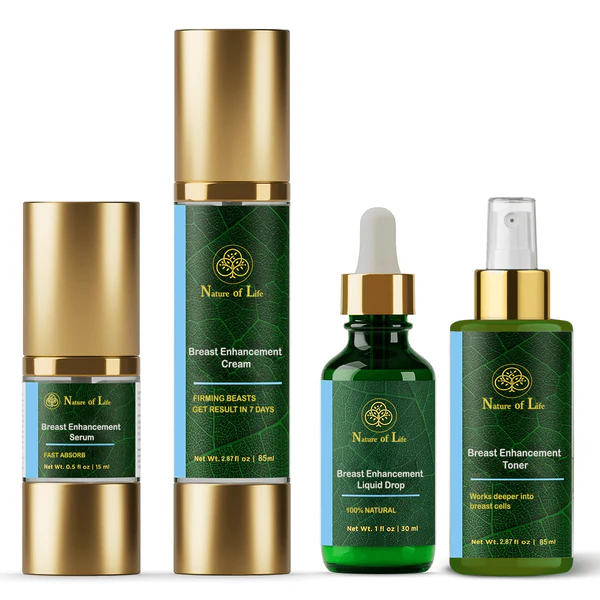 Nature of Life
Breast Enhancement
Serum
FAST ABSORB
Net Wt. 0.5 fl oz | 15 ml
Nature of Life
Breast Enhancement
Cream
FIRMING BEASTS
GET RESULT IN 7 DAYS
Net Wt. 2.87 fl oz | 85ml
Nature of Life
Breast Enhancement
Liquid Drop
100% NATURAL
Net Wt. 1 fl oz | 30 ml
Nature of Life
Breast Enhancement
Toner
Works deeper into
breast cells
Net Wt. 2.87 fl oz | 85 ml